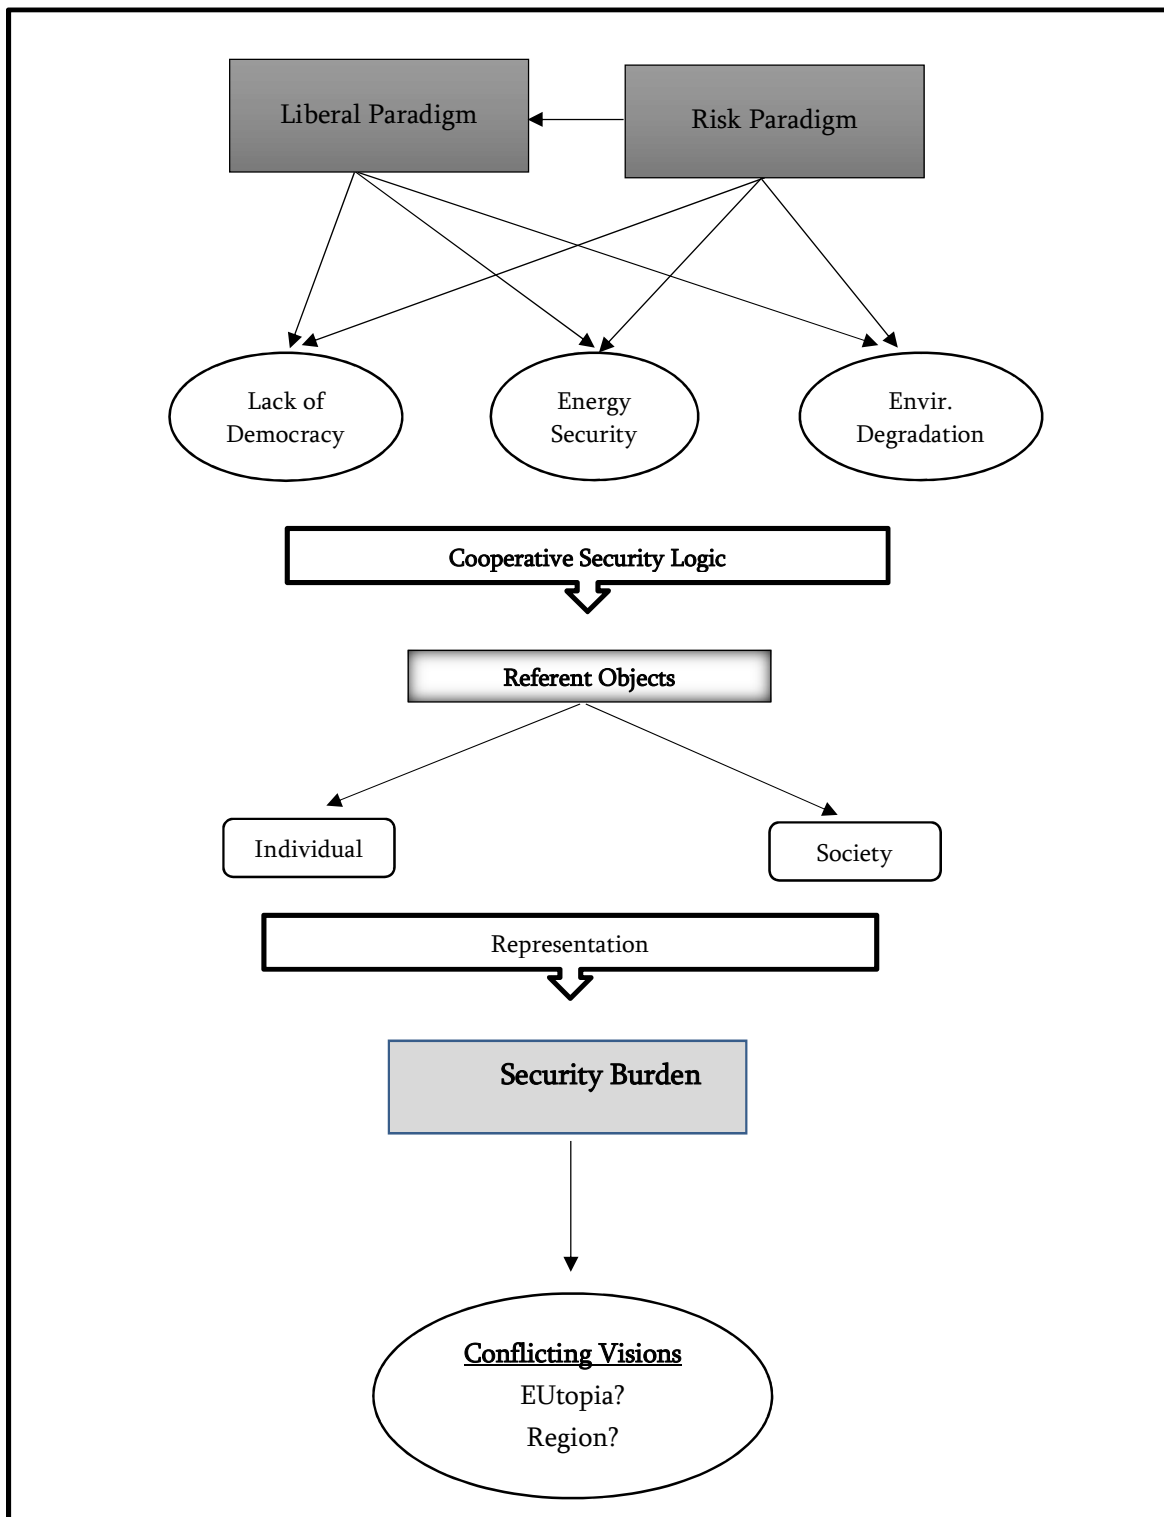 Liberal Paradigm
Risk Paradigm
Lack of
Democracy
Energy
Security
Envir.
Degradation
Cooperative Security Logic
Referent Objects
Individual
Society
Representation
Security Burden
Conflicting Visions
EUtopia?
Region?